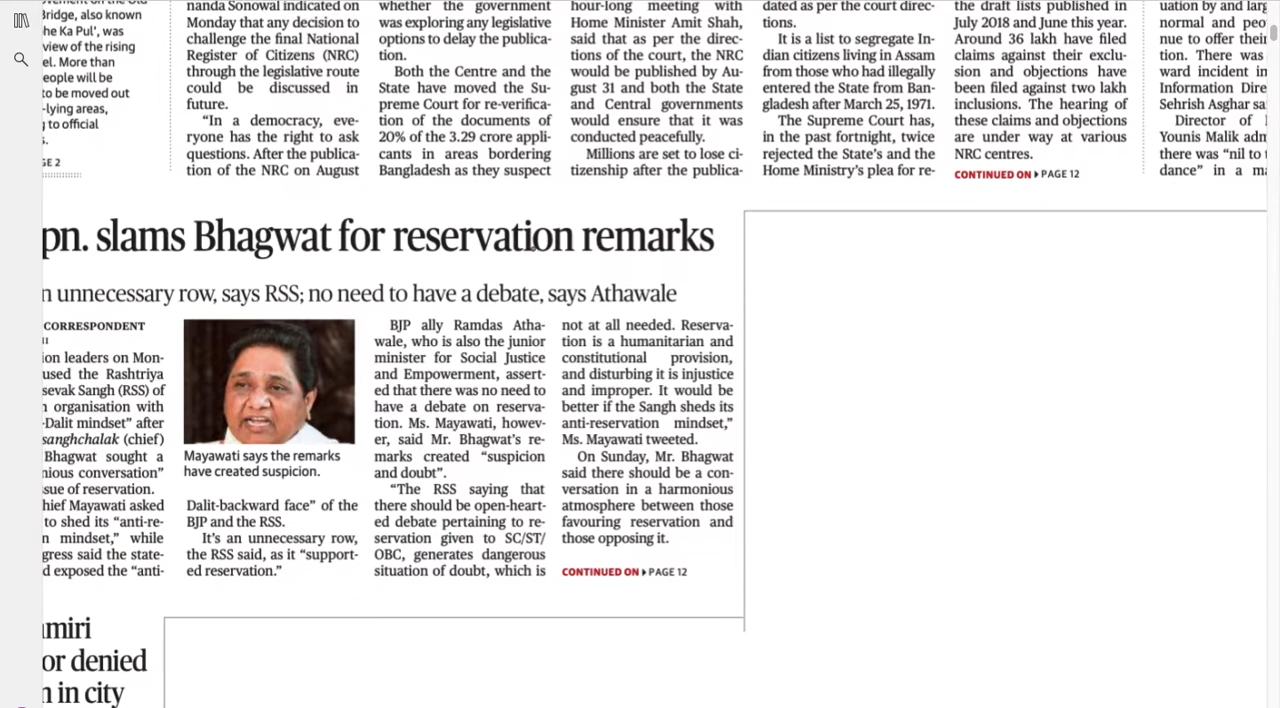 Bridge, also known
he Ka Pul', was
view of the rising
el. More than
eople will be
to be moved out
-lying areas,
to official
s.
GE 2
nanda Sonowal indicated on
Monday that any decision to
challenge the final National
Register of Citizens (NRC)
through the legislative route
could be discussed in
future.
“In a democracy, eve-
ryone has the right to ask
questions. After the publica-
tion of the NRC on August
whether the government
was exploring any legislative
options to delay the publica-
tion.
Both the Centre and the
State have moved the Su-
preme Court for re-verifica-
tion of the documents of
20% of the 3.29 crore appli-
cants in areas bordering
Bangladesh as they suspect
hour-long meeting with
Home Minister Amit Shah,
said that as per the direc-
tions of the court, the NRC
would be published by Au-
gust 31 and both the State
and Central governments
would ensure that it was
conducted peacefully.
Millions are set to lose ci-
tizenship after the publica-
dated as per the court direc-
tions.
It is a list to segregate In-
dian citizens living in Assam
from those who had illegally
entered the State from Ban-
gladesh after March 25, 1971.
The Supreme Court has,
in the past fortnight, twice
rejected the State’s and the
Home Ministry’s plea for re-
the draft lists published in
July 2018 and June this year.
Around 36 lakh have filed
claims against their exclu-
sion and objections have
been filed against two lakh
inclusions. The hearing of
these claims and objections
are under way at various
NRC centres.
CONTINUED ON PAGE 12
uation by and larg
normal and peo
nue to offer thei
tion. There was
ward incident in
Information Dire
Sehrish Asghar sa
Director of
Younis Malik adm
there was “nil to
dance” in a ma
pn. slams Bhagwat for reservation remarks
n unnecessary row, says RSS; no need to have a debate, says Athawale
CORRESPONDENT
ion leaders on Mon-
used the Rashtriya
sevak Sangh (RSS) of
n organisation with
-Dalit mindset” after
sanghchalak (chief)
Bhagwat sought a
nious conversation”
sue of reservation.
hief Mayawati asked
to shed its “anti-re-
n mindset,” while
gress said the state-
d exposed the “anti-
Mayawati says the remarks
have created suspicion.
Dalit-backward face” of the
BJP and the RSS.
It’s an unnecessary row,
the RSS said, as it “support-
ed reservation.”
BJP ally Ramdas Atha-
wale, who is also the junior
minister for Social Justice
and Empowerment, assert-
ed that there was no need to
have a debate on reserva-
tion. Ms. Mayawati, howev-
er, said Mr. Bhagwat’s re-
marks created “suspicion
and doubt”.
“The RSS saying that
there should be open-heart-
ed debate pertaining to re-
servation given to SC/ST/
OBC, generates dangerous
situation of doubt, which is
not at all needed. Reserva-
tion is a humanitarian and
constitutional provision,
and disturbing it is injustice
and improper. It would be
better if the Sangh sheds its
anti-reservation mindset,”
Ms. Mayawati tweeted.
On Sunday, Mr. Bhagwat
said there should be a con-
versation in a harmonious
atmosphere between those
favouring reservation and
those opposing it.
CONTINUED ON PAGE 12
miri
or denied
n in city